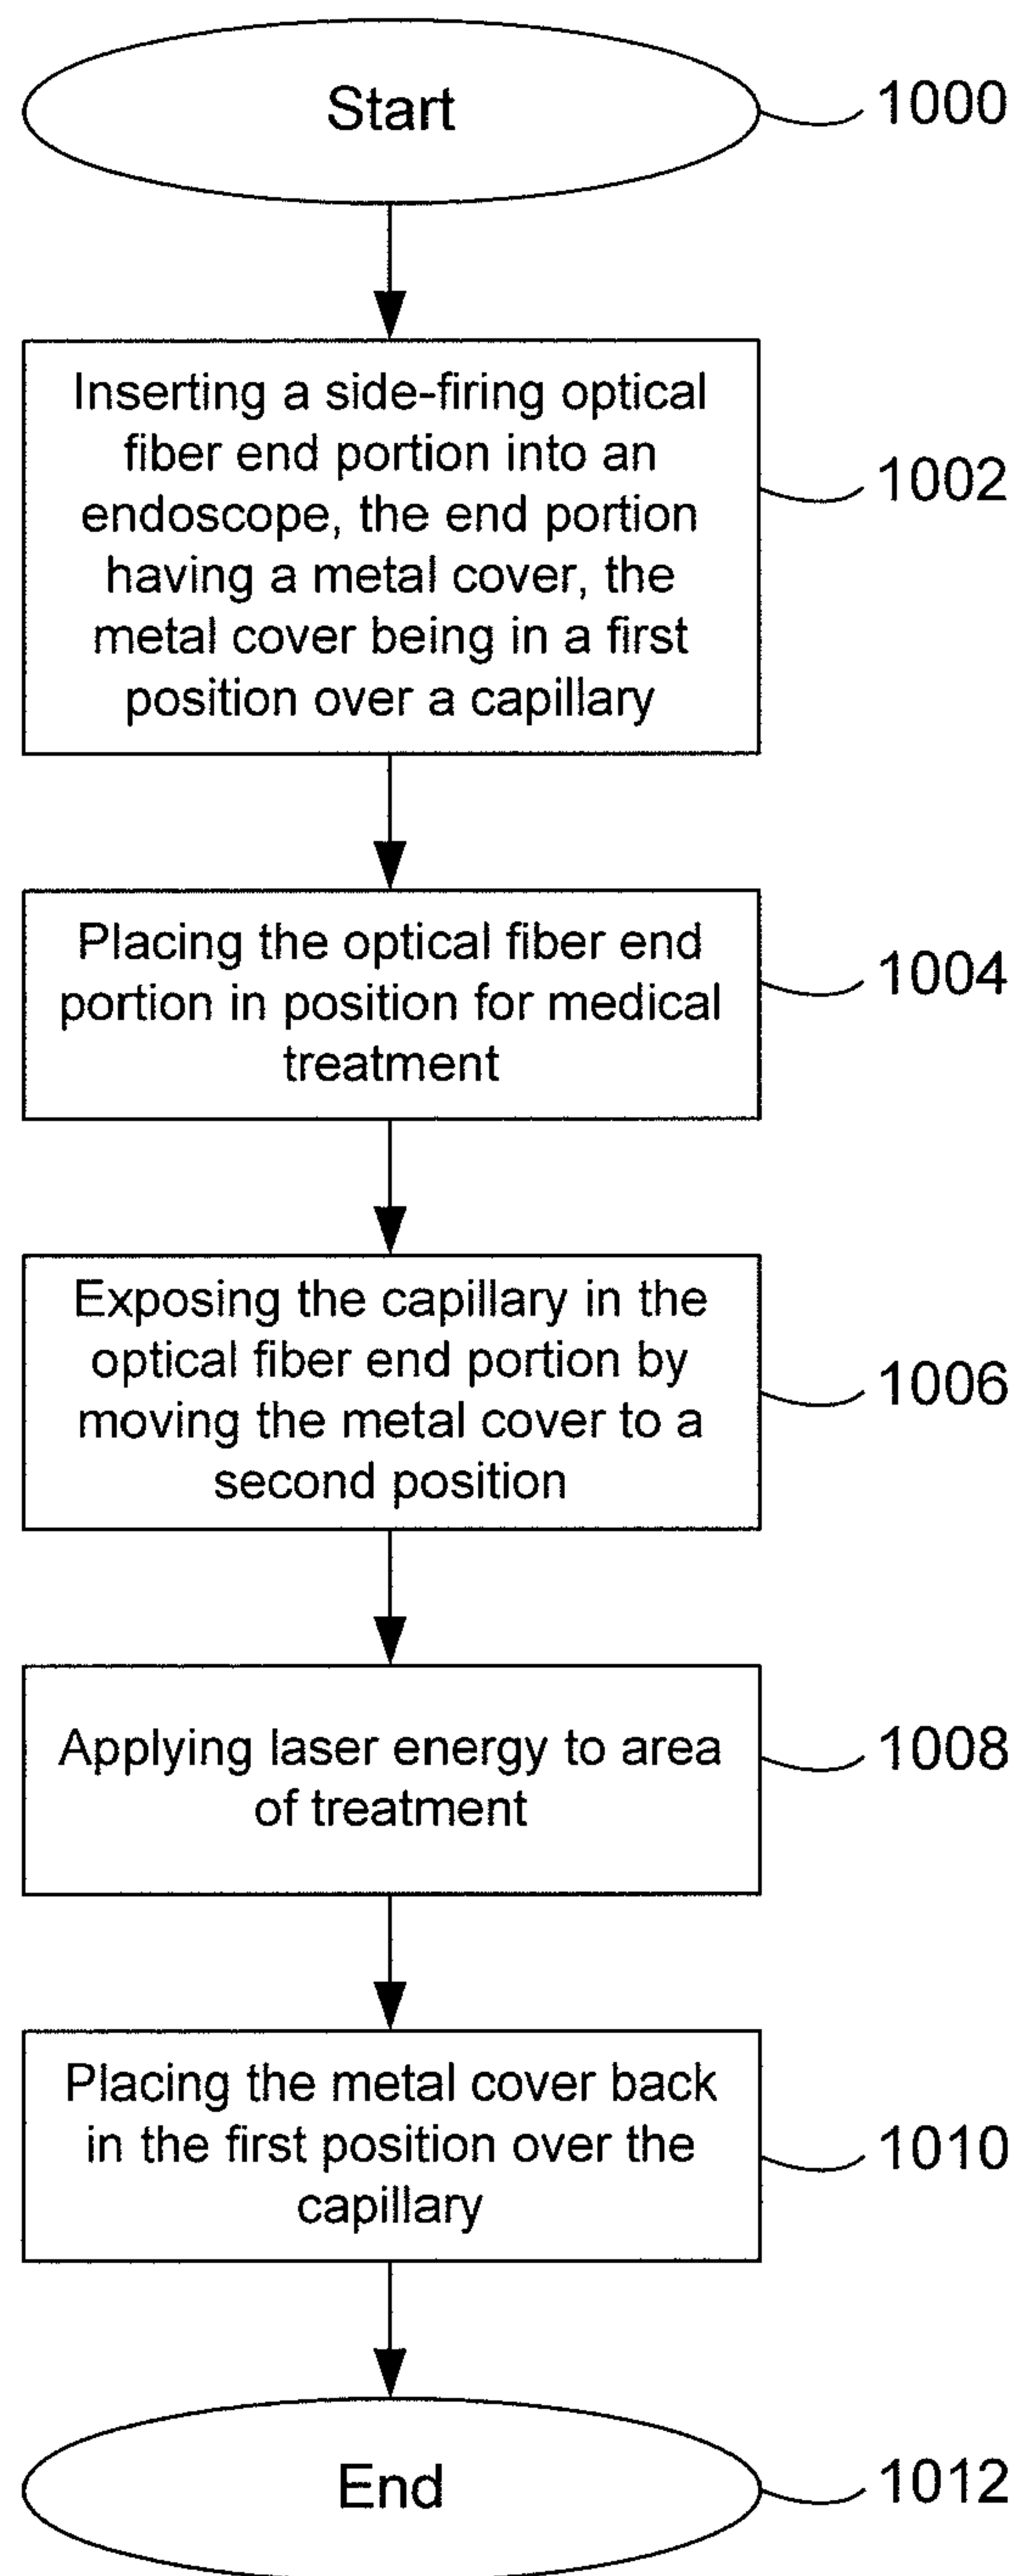 Start
1000
Inserting a side-firing optical
fiber end portion into an
endoscope, the end portion
having a metal cover, the
metal cover being in a first
position over a capillary
1002
Placing the optical fiber end
portion in position for medical
treatment
1004
Exposing the capillary in the
optical fiber end portion by
moving the metal cover to a
second position
1006
Applying laser energy to area
of treatment
1008
Placing the metal cover back
in the first position over the
capillary
1010
End
1012